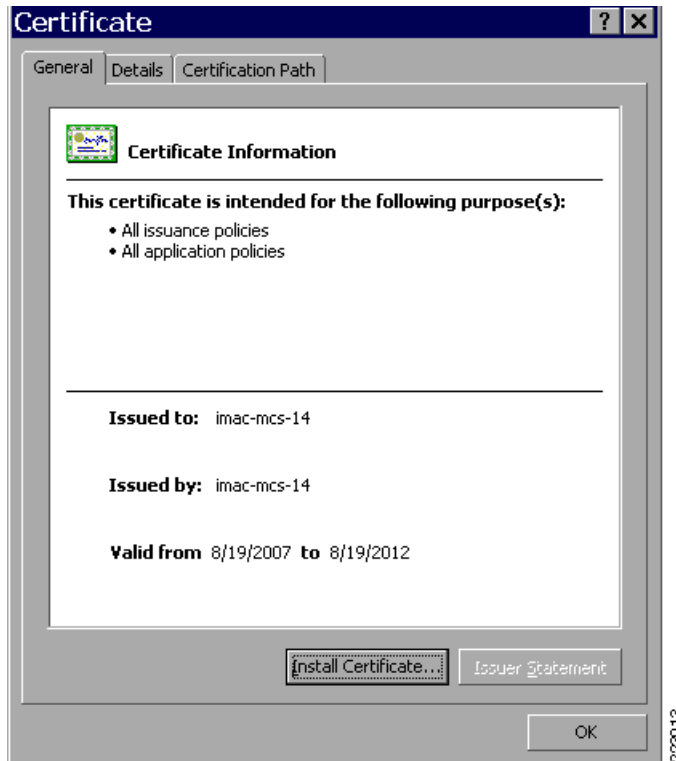 Certificate
General Details Certification Path
Certificate Information
This certificate is intended for the following purpose(s):
• All issuance policies
• All application policies
Issued to: imac-mcs-14
Issued by: imac-mcs-14
Valid from 8/19/2007 to 8/19/2012
Install Certificate... Issuer Statement
OK